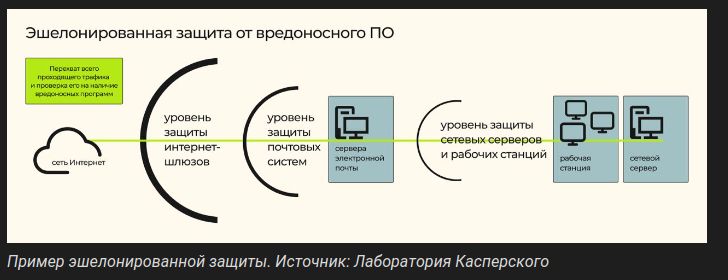 Эшелонированная защита от вредоносного ПО
Перехват всего
проходящего трафика
и проверка его на наличие
вредоносных программ
сеть Интернет
уровень
защиты
интернет-
шлюзов
уровень
защиты
почтовых
систем
сервера
электронной
почты
уровень защиты
сетевых серверов
и рабочих станций
рабочая
станция
сетевой
сервер
Пример эшелонированной защиты. Источник: Лаборатория Касперского